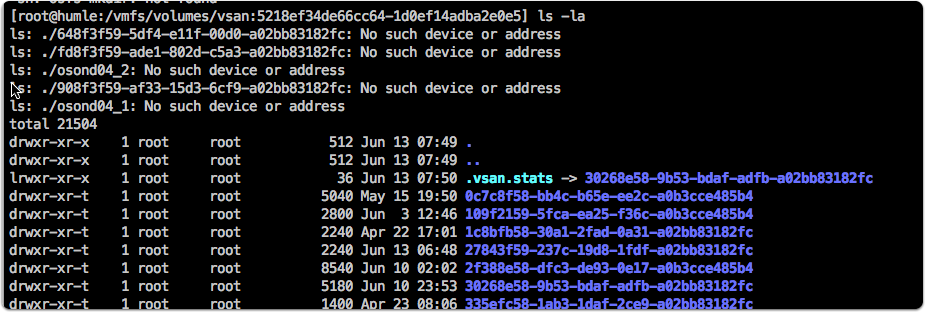 [root@humle:/vmfs/volumes/vsan:5218ef34de66cc64-1d0ef14adba2e0e5] ls -la
ls: ./648f3f59-5df4-e11f-00d0-a02bb83182fc: No such device or address
ls: ./fd8f3f59-ade1-802d-c5a3-a02bb83182fc: No such device or address
ls: ./osond04_2: No such device or address
ls: ./908f3f59-af33-15d3-6cf9-a02bb83182fc: No such device or address
ls: ./osond04_1: No such device or address
total 21504
drwxr-xr-x    1 root     root           512 Jun 13 07:49 .
drwxr-xr-x    1 root     root           512 Jun 13 07:49 ..
lrwxr-xr-x    1 root     root            36 Jun 13 07:50 .vsan.stats -> 30268e58-9b53-bdaf-adfb-a02bb83182fc
drwxr-xr-t    1 root     root          5040 May 15 19:50 0c7c8f58-bb4c-b65e-ee2c-a0b3cce485b4
drwxr-xr-t    1 root     root          2800 Jun  3 12:46 109f2159-5fca-ea25-f36c-a0b3cce485b4
drwxr-xr-t    1 root     root          2240 Apr 22 17:01 1c8bfb58-30a1-2fad-0a31-a02bb83182fc
drwxr-xr-t    1 root     root          2240 Jun 13 06:48 27843f59-237c-19d8-1fdf-a02bb83182fc
drwxr-xr-t    1 root     root          8540 Jun 10 02:02 2f388e58-dfc3-de93-0e17-a0b3cce485b4
drwxr-xr-t    1 root     root          5180 Jun 10 23:53 30268e58-9b53-bdaf-adfb-a02bb83182fc
drwxr-xr-t    1 root     root          1400 Apr 23 08:06 335efc58-1ab3-1daf-2ce9-a02bb83182fc